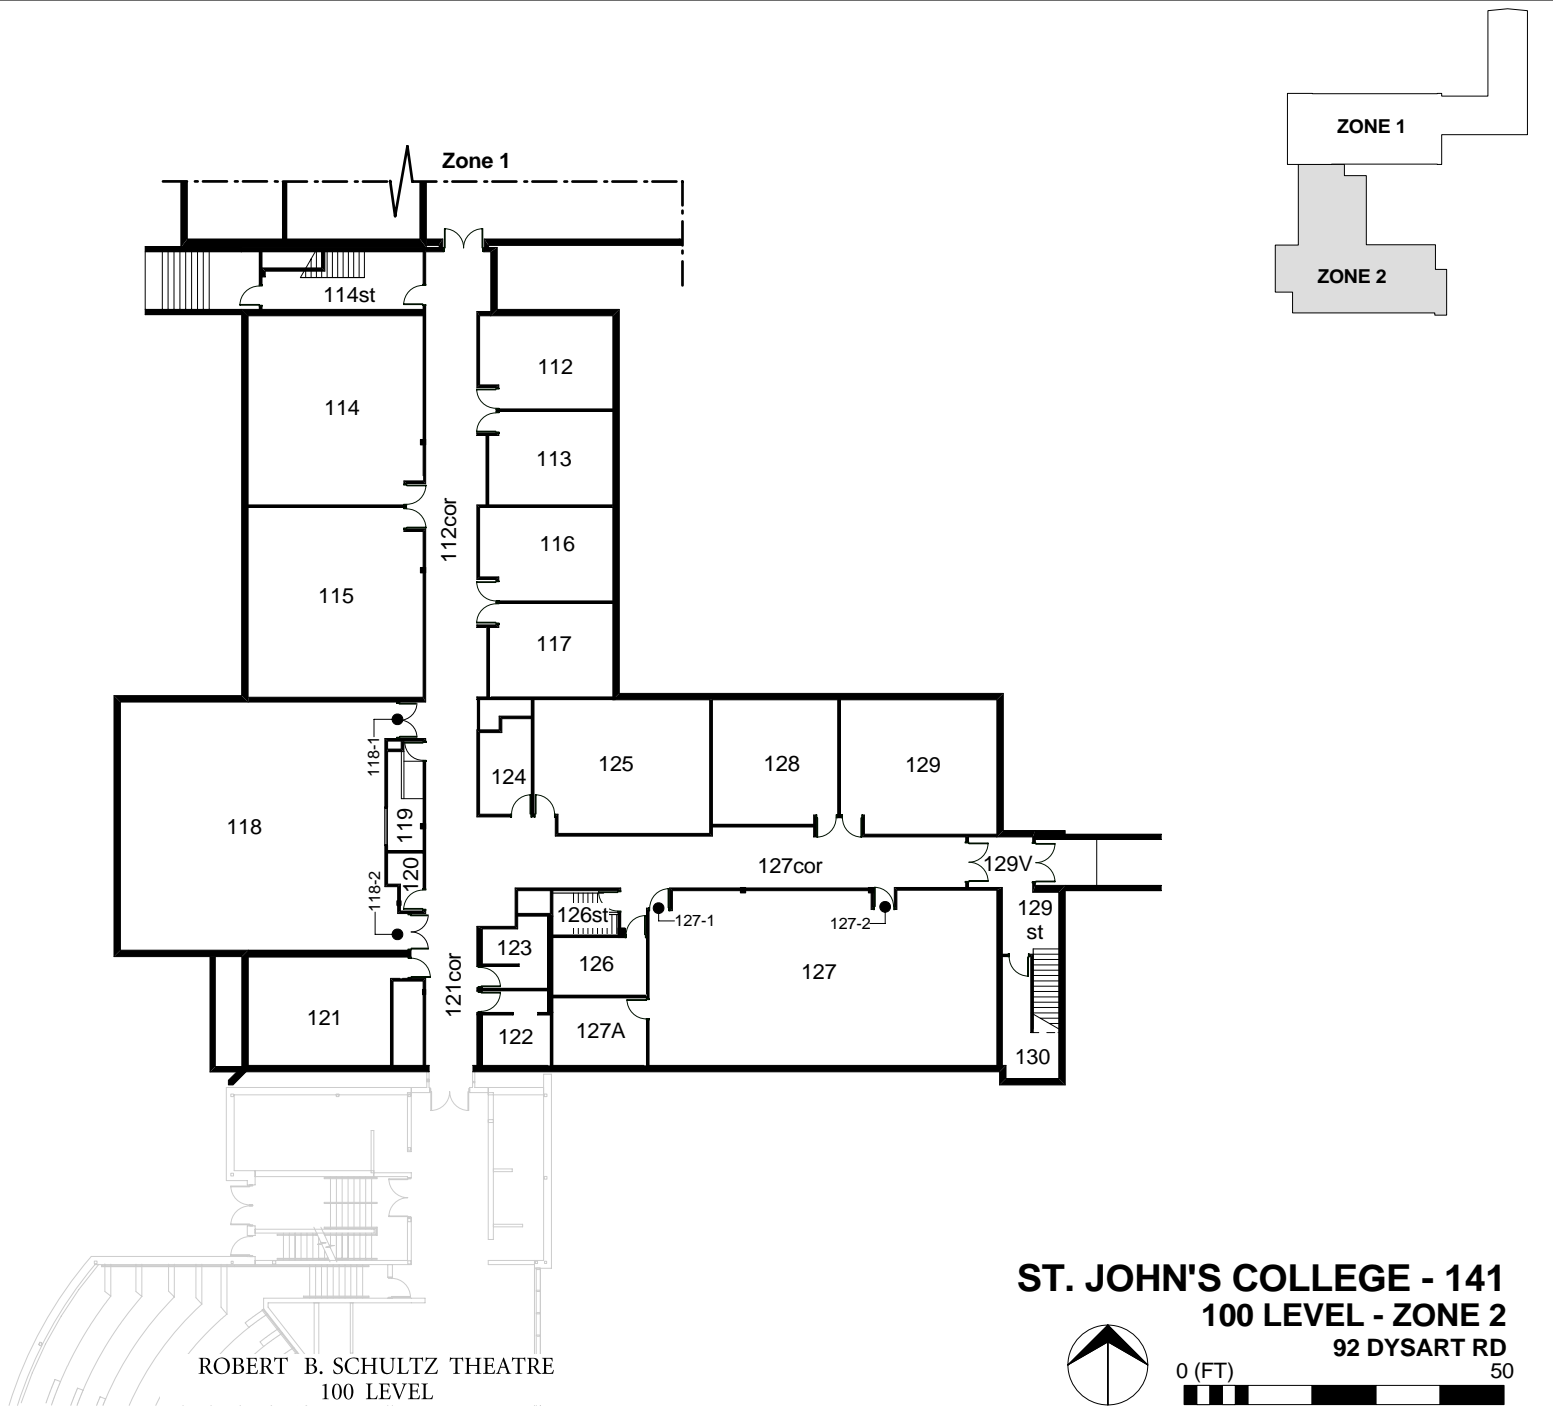 ZONE 1
Zone 1
ZONE 2
114st
112
114
113
112cor
116
115
117
118-1
124
125
128
129
118
119
127cor
129V
120
118-2
126st
127-1
127-2
129
st
123
126
127
121cor
121
122
127A
130
ST. JOHN'S COLLEGE - 141
100 LEVEL - ZONE 2
92 DYSART RD
0 (FT) 50
ROBERT B. SCHULTZ THEATRE
100 LEVEL